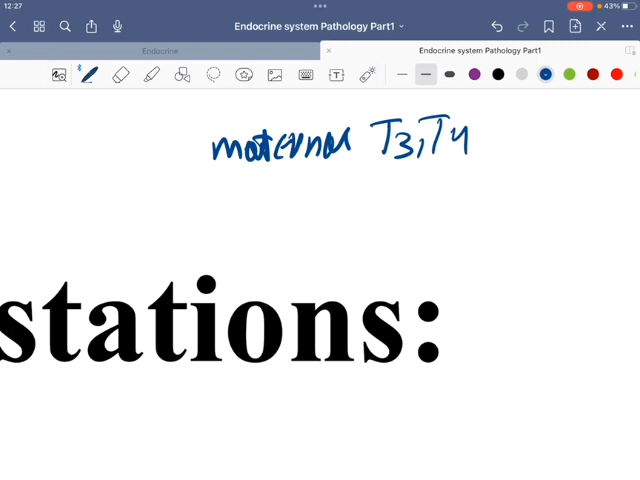 12:27
43%
Endocrine system Pathology Part1
Endocrine
Endocrine system Pathology Part1
maternal T3, T4
stations: